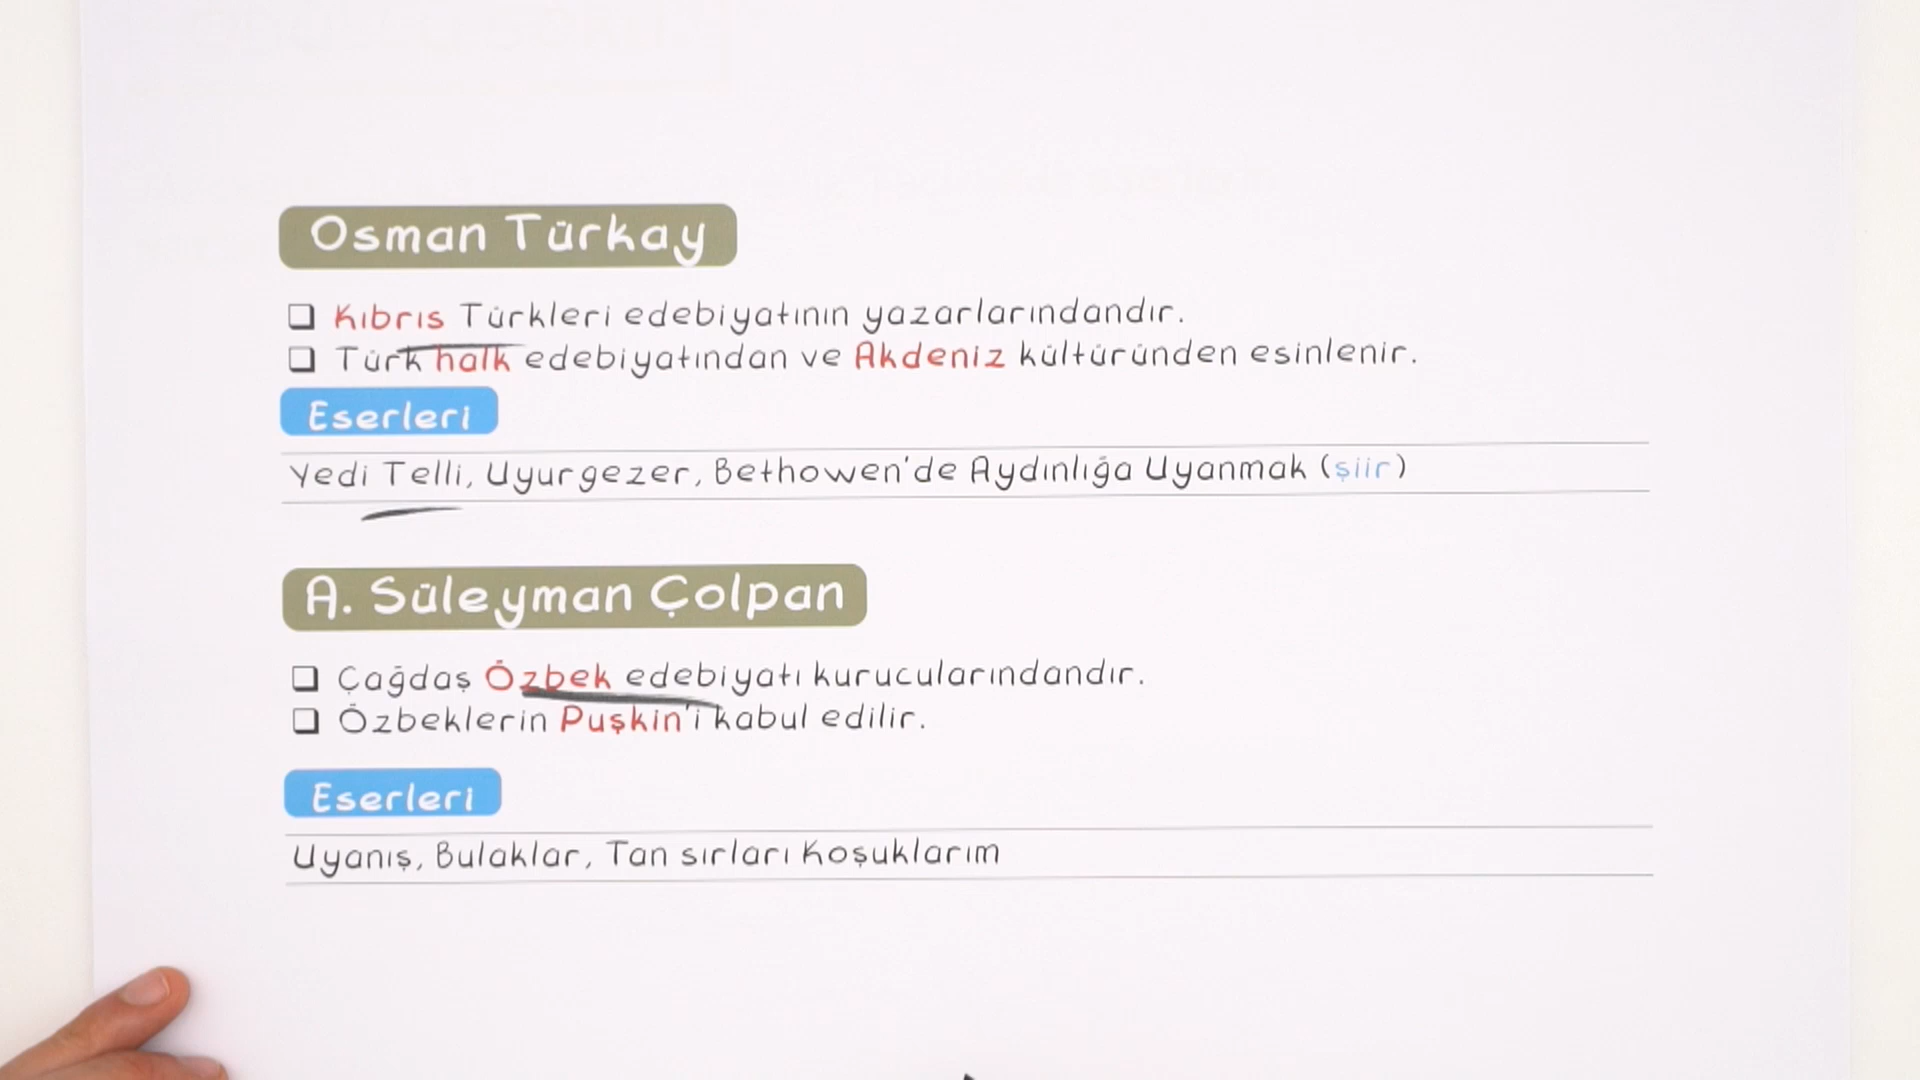 Osman Türkay
Kıbrıs Türkleri edebiyatının yazarlarındandır.
Türk halk edebiyatından ve Akdeniz kültüründen esinlenir.
Eserleri
Yedi Telli, Uyurgezer, Bethowen'de Aydınlığa Uyanmak (şiir)
A. Süleyman Çolpan
Çağdaş Özbek edebiyatı kurucularındandır.
Özbeklerin Puşkin'i kabul edilir.
Eserleri
Uyanış, Bulaklar, Tan sırları Koşuklarım